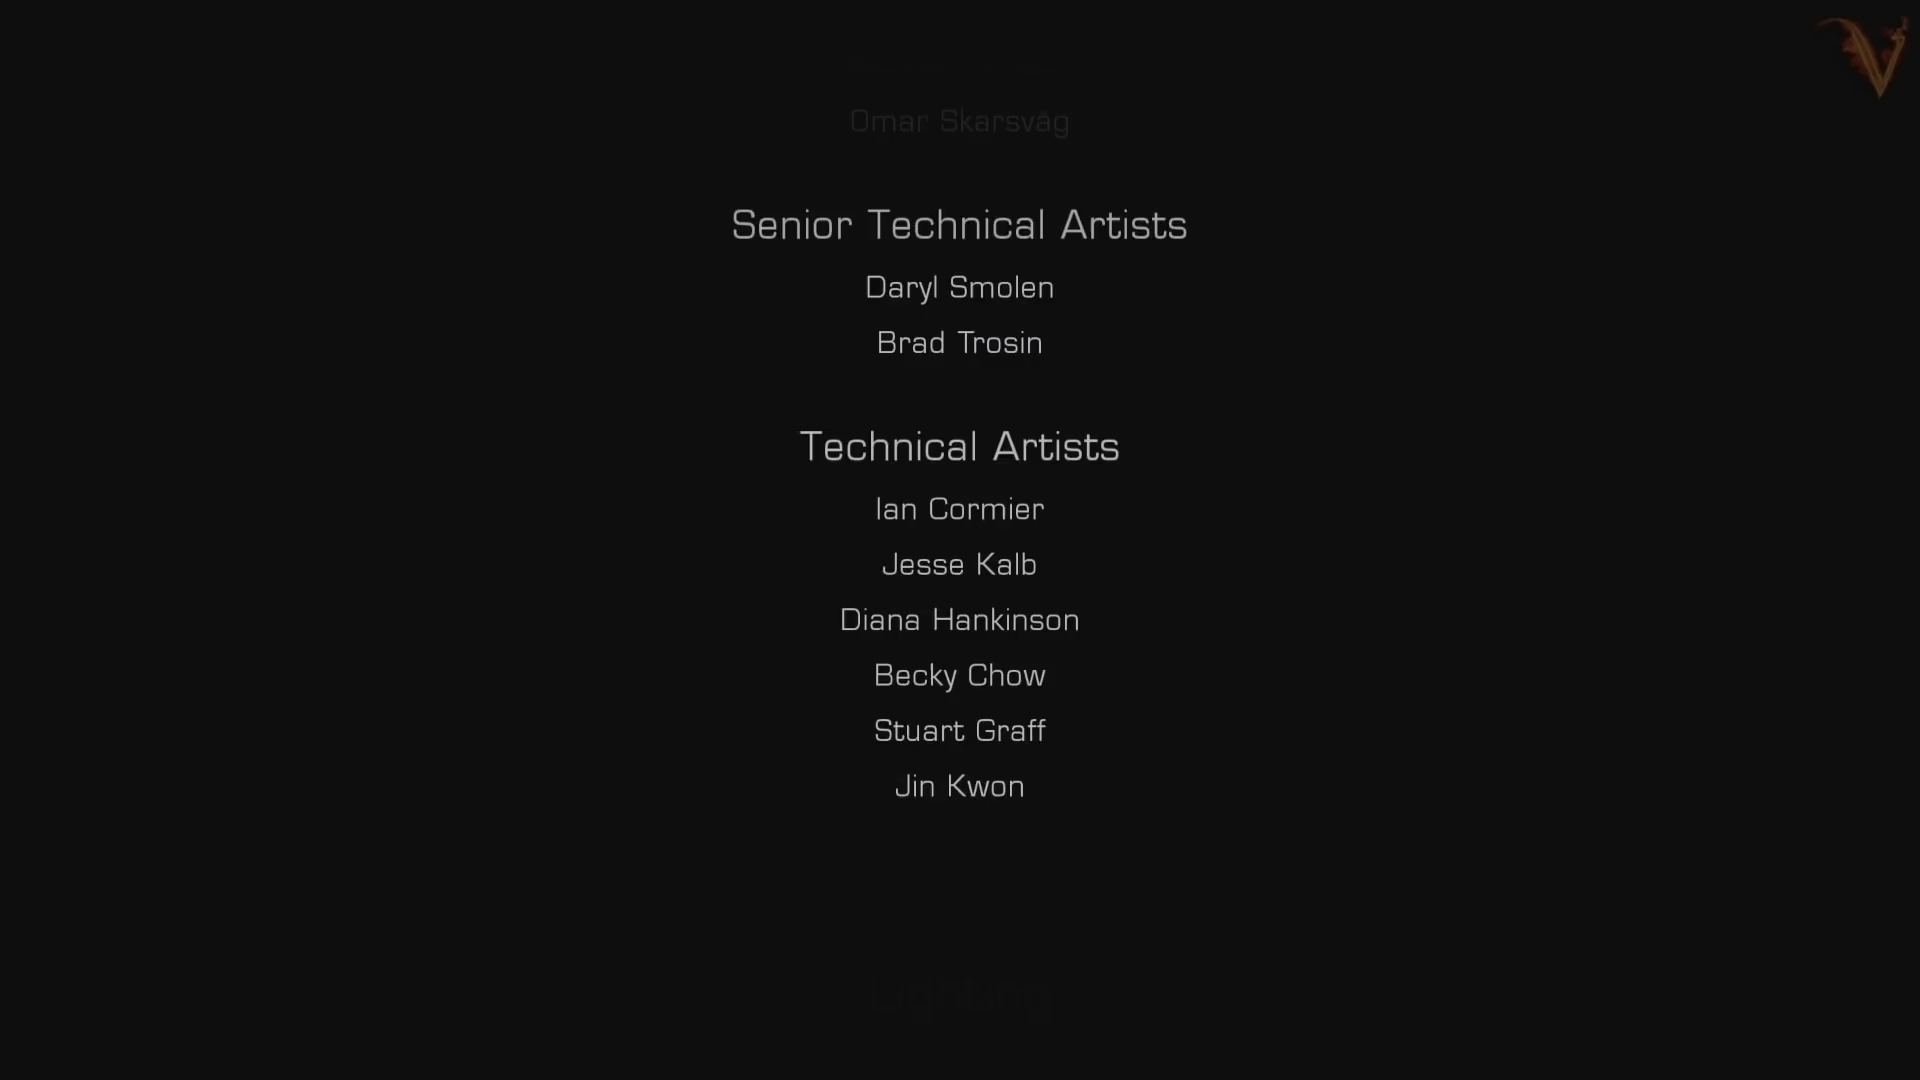 Omar Skarsvåg
Senior Technical Artists
Daryl Smolen
Brad Trosin
Technical Artists
Ian Cormier
Jesse Kalb
Diana Hankinson
Becky Chow
Stuart Graff
Jin Kwon
Lighting
V